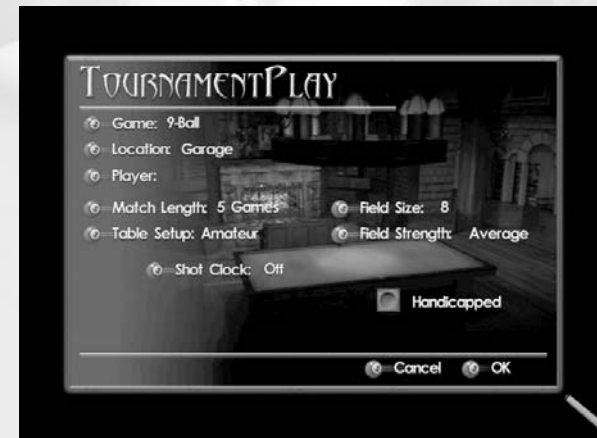 TOURNAMENTPLAY
Game: 9-Ball
Location: Garage
Player:
Match Length: 5 Games Field Size: 8
Table Setup: Amateur Field Strength: Average
Shot Clock: Off
Handicapped
Cancel OK